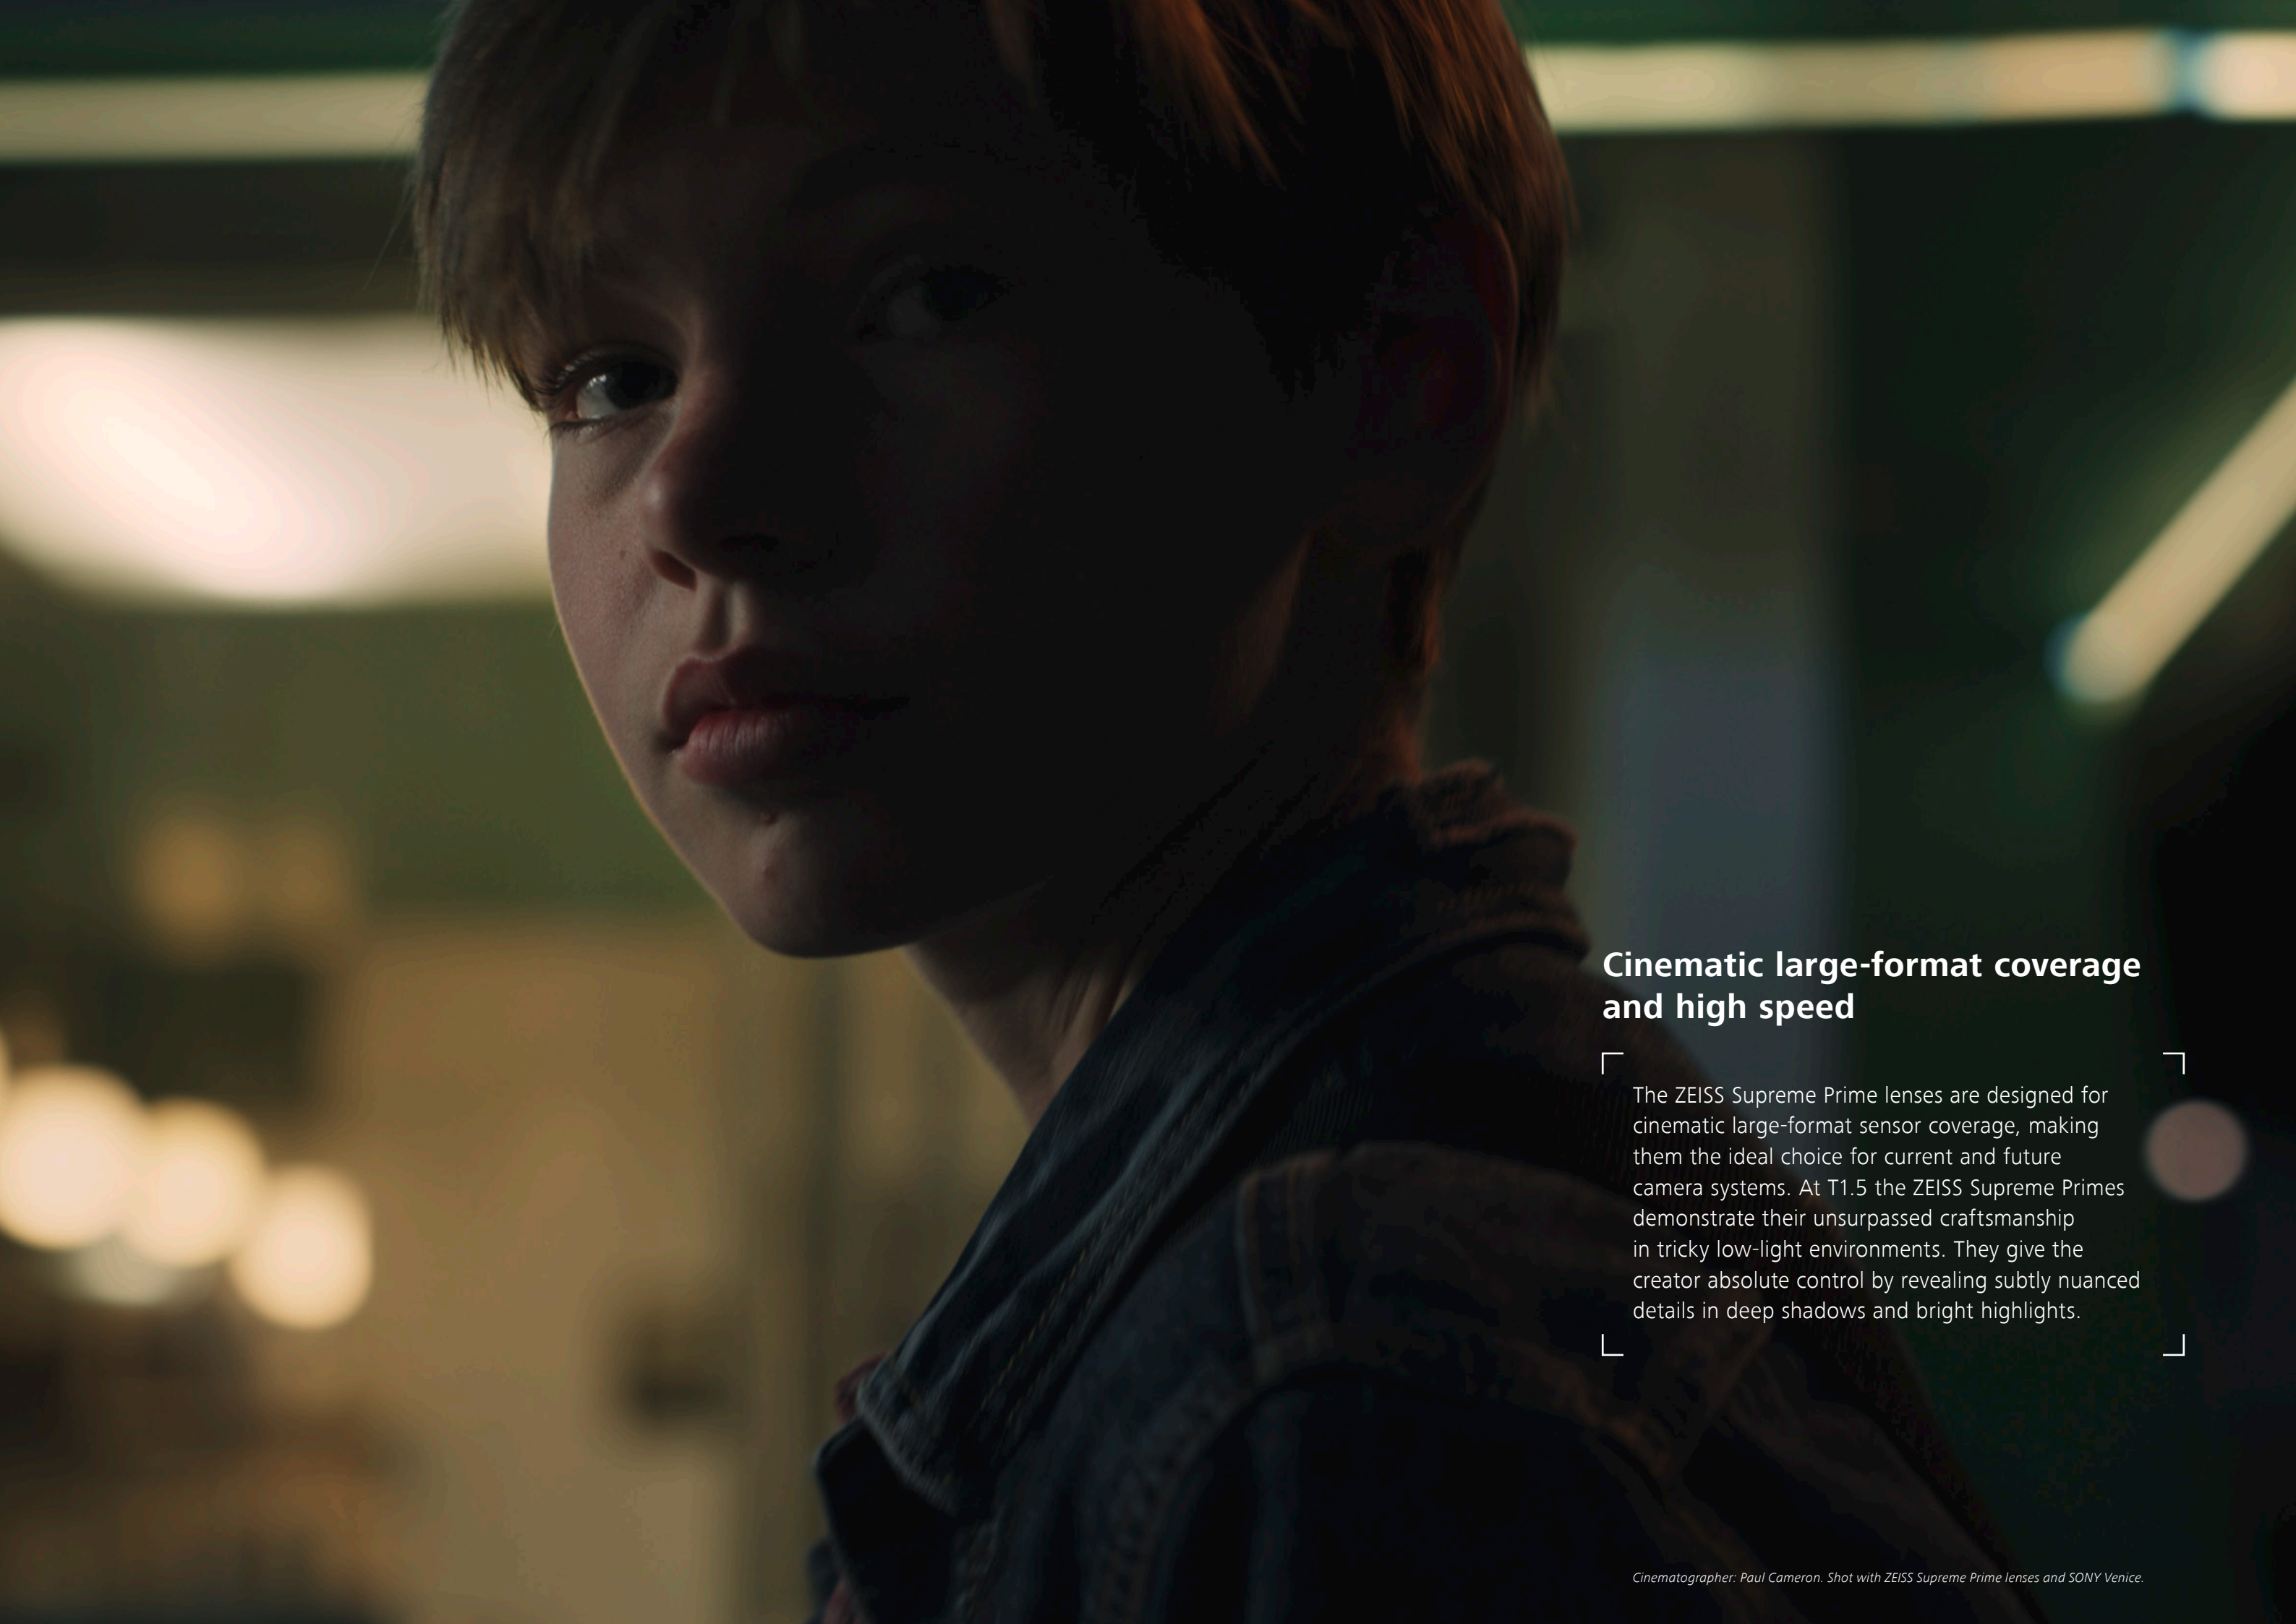 Cinematic large-format coverage
and high speed
The ZEISS Supreme Prime lenses are designed for
cinematic large-format sensor coverage, making
them the ideal choice for current and future
camera systems. At T1.5 the ZEISS Supreme Primes
demonstrate their unsurpassed craftsmanship
in tricky low-light environments. They give the
creator absolute control by revealing subtly nuanced
details in deep shadows and bright highlights.
Cinematographer: Paul Cameron. Shot with ZEISS Supreme Prime lenses and SONY Venice.